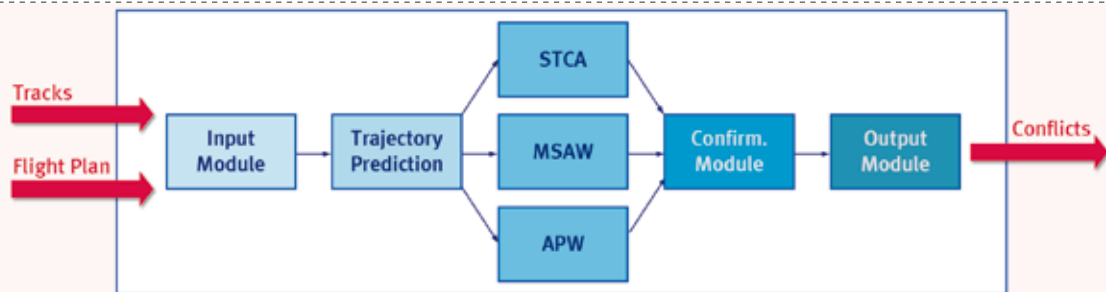 Tracks
Flight Plan
Input
Module
Trajectory
Prediction
STCA
MSAW
APW
Confirm.
Module
Output
Module
Conflicts